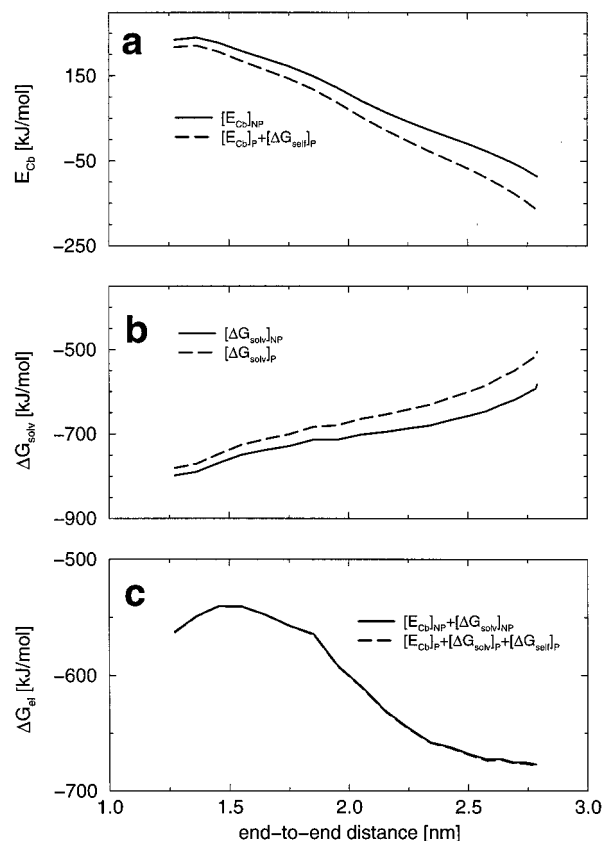 a
150
-50
-250
E_Cb [kJ/mol]
[E_Cb]_NP
[E_Cb]_P+[ΔG_self]_P
b
-500
-700
-900
ΔG_solv [kJ/mol]
[ΔG_solv]_NP
[ΔG_solv]_P
c
-500
-600
-700
ΔG_el [kJ/mol]
[E_Cb]_NP+[ΔG_solv]_NP
[E_Cb]_P+[ΔG_solv]_P+[ΔG_self]_P
1.0 1.5 2.0 2.5 3.0
end-to-end distance [nm]